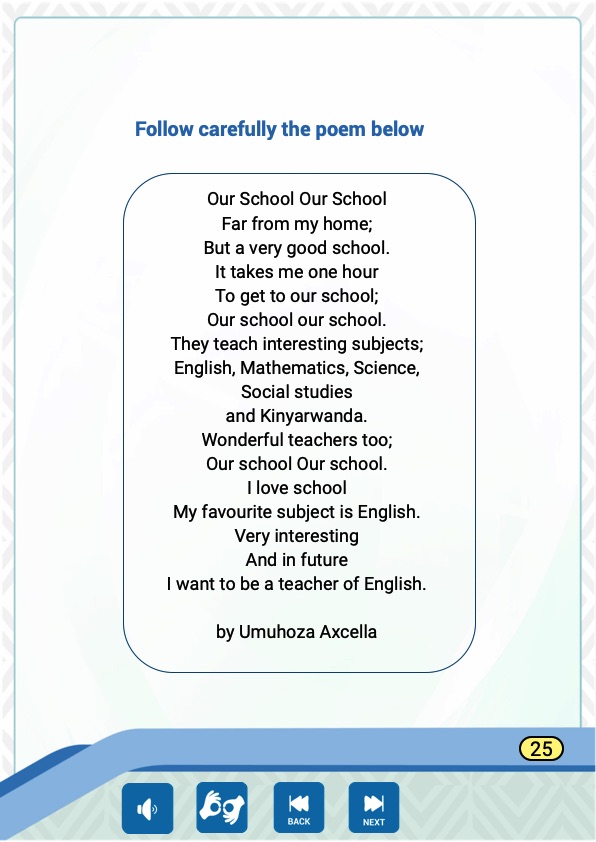 Follow carefully the poem below
Our School Our School
Far from my home;
But a very good school.
It takes me one hour
To get to our school;
Our school our school.
They teach interesting subjects;
English, Mathematics, Science,
Social studies
and Kinyarwanda.
Wonderful teachers too;
Our school Our school.
I love school
My favourite subject is English.
Very interesting
And in future
I want to be a teacher of English.
by Umuhoza Axcella
25
BACK
NEXT